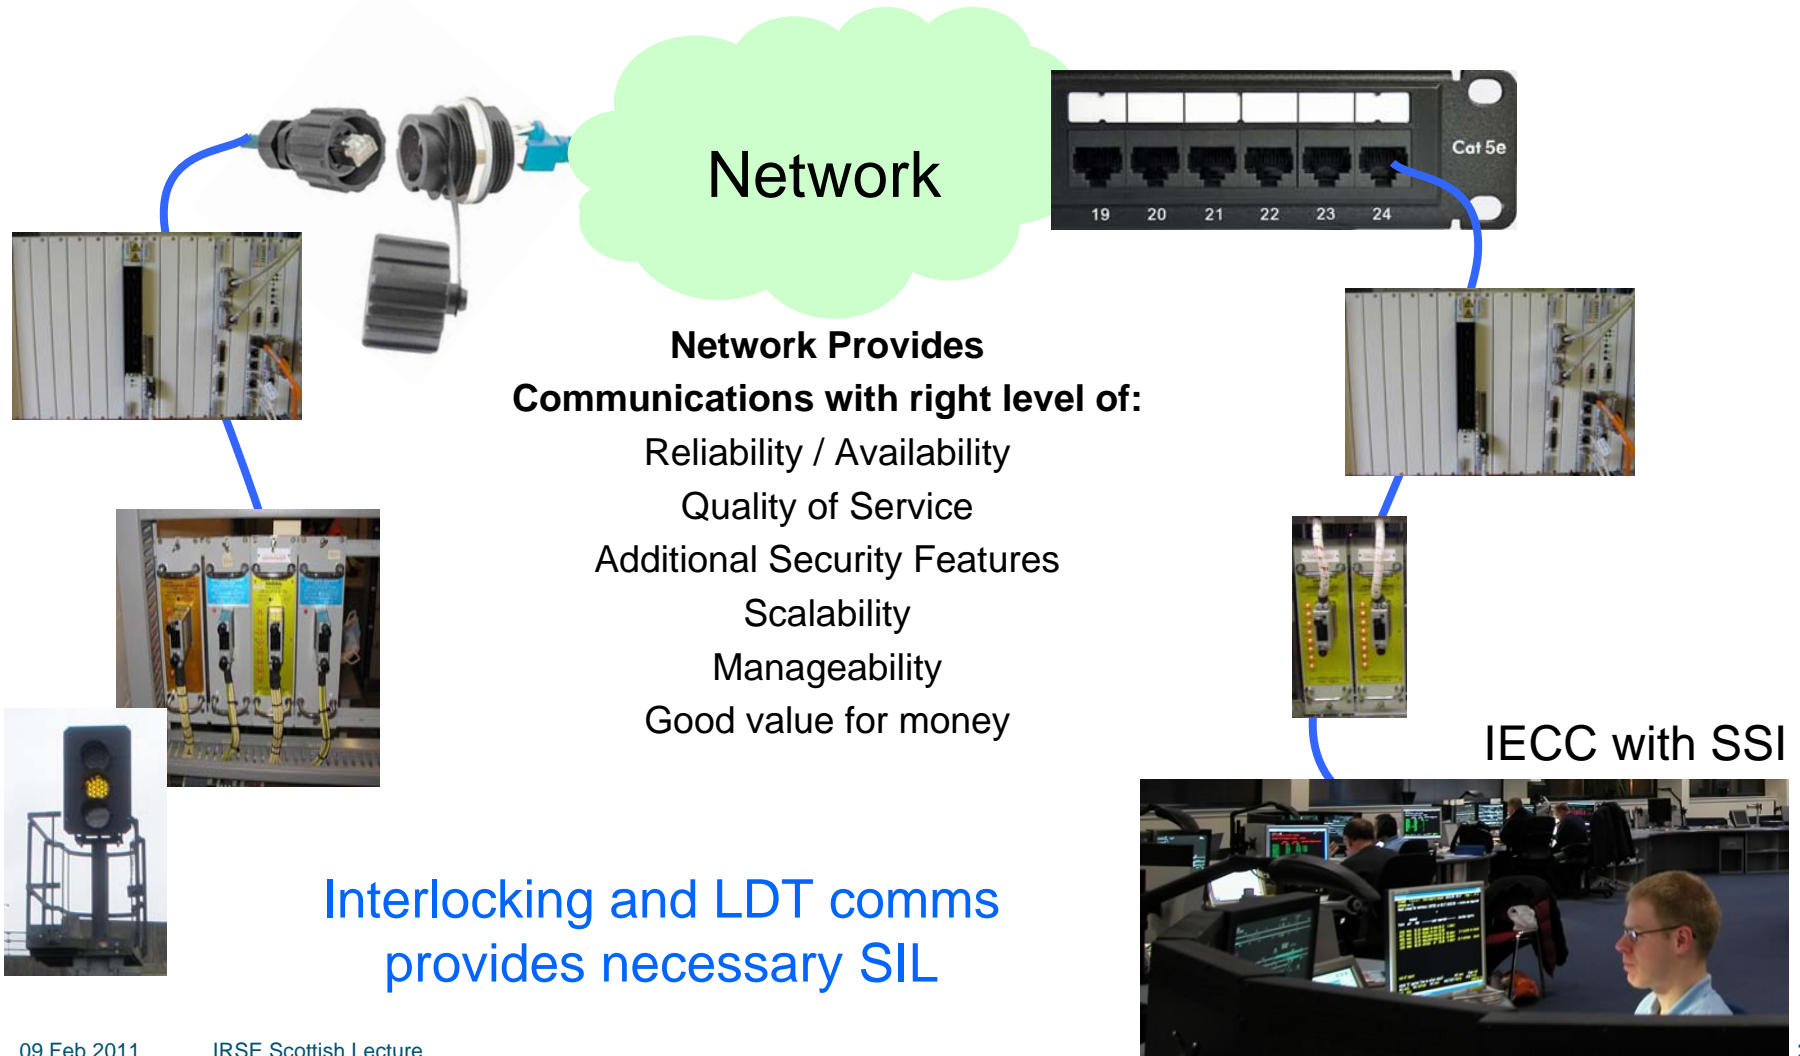 Network
Cat 5e
19 20 21 22 23 24
Network Provides
Communications with right level of:
Reliability / Availability
Quality of Service
Additional Security Features
Scalability
Manageability
Good value for money
IECC with SSI
Interlocking and LDT comms
provides necessary SIL
09 Feb 2011 IRSE Scottish Lecture